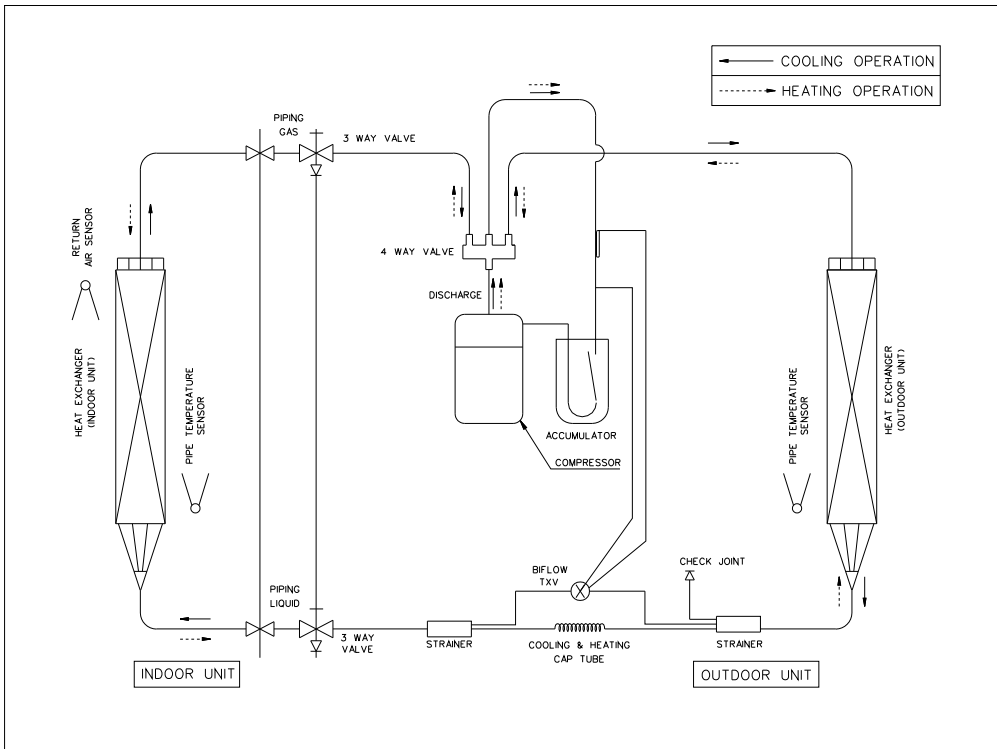 COOLING OPERATION
HEATING OPERATION
PIPING
GAS
3 WAY VALVE
RETURN
AIR SENSOR
4 WAY VALVE
DISCHARGE
HEAT EXCHANGER
(INDOOR UNIT)
PIPE TEMPERATURE
SENSOR
ACCUMULATOR
COMPRESSOR
PIPE TEMPERATURE
SENSOR
HEAT EXCHANGER
(OUTDOOR UNIT)
BIFLOW
TXV
CHECK JOINT
PIPING
LIQUID
3 WAY
VALVE
STRAINER
COOLING & HEATING
CAP TUBE
STRAINER
INDOOR UNIT
OUTDOOR UNIT